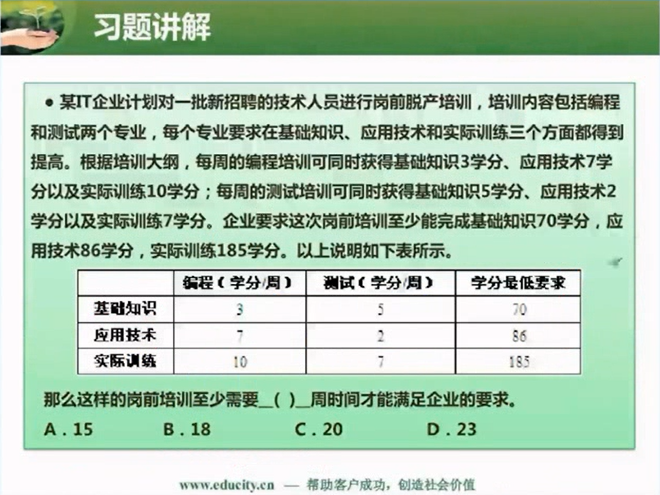 习题讲解
● 某IT企业计划对一批新招聘的技术人员进行岗前脱产培训，培训内容包括编程
和测试两个专业，每个专业要求在基础知识、应用技术和实际训练三个方面都得到
提高。根据培训大纲，每周的编程培训可同时获得基础知识3学分、应用技术7学
分以及实际训练10学分；每周的测试培训可同时获得基础知识5学分、应用技术2
学分以及实际训练7学分。企业要求这次岗前培训至少能完成基础知识70学分，应
用技术86学分，实际训练185学分。以上说明如下表所示。
编程（学分/周） 测试（学分/周） 学分最低要求
基础知识 3 5 70
应用技术 7 2 86
实际训练 10 7 185
那么这样的岗前培训至少需要__( )__周时间才能满足企业的要求。
A．15 B．18 C．20 D．23
www.educity.cn — 帮助客户成功，创造社会价值